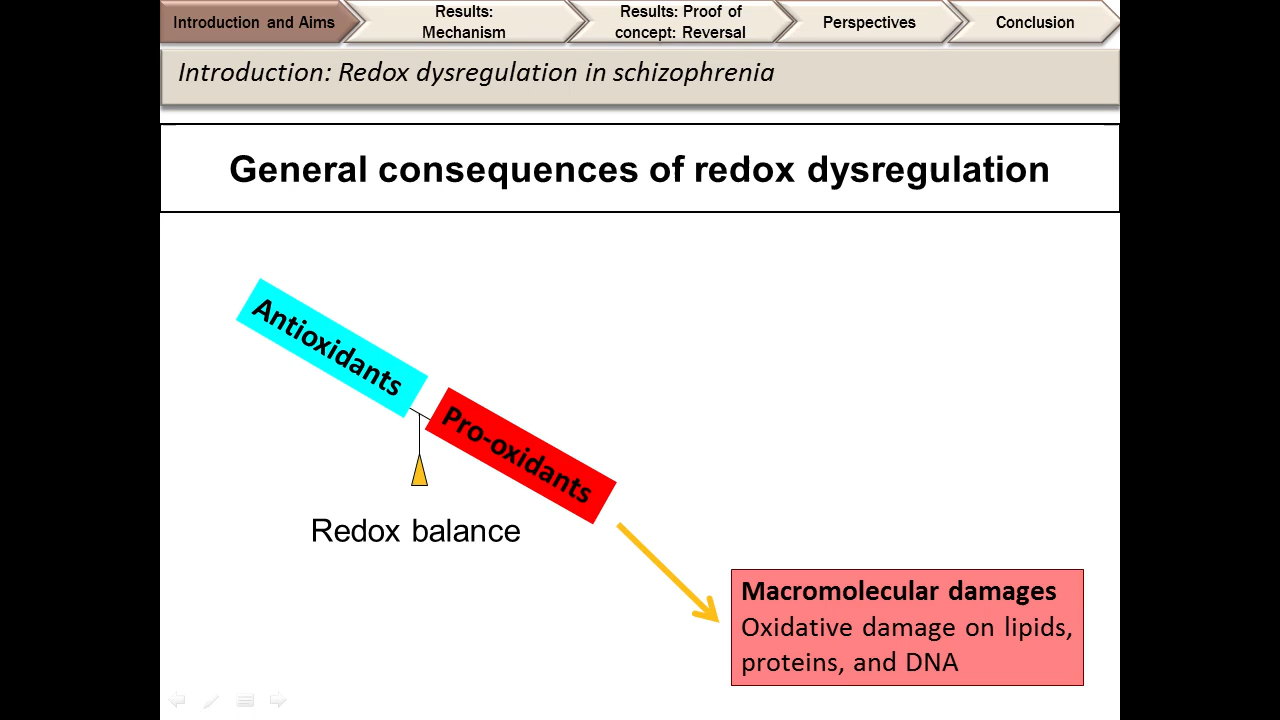 Introduction and Aims
Results:
Mechanism
Results: Proof of
concept: Reversal
Perspectives
Conclusion
Introduction: Redox dysregulation in schizophrenia
General consequences of redox dysregulation
Antioxidants
Pro-oxidants
Redox balance
Macromolecular damages
Oxidative damage on lipids,
proteins, and DNA